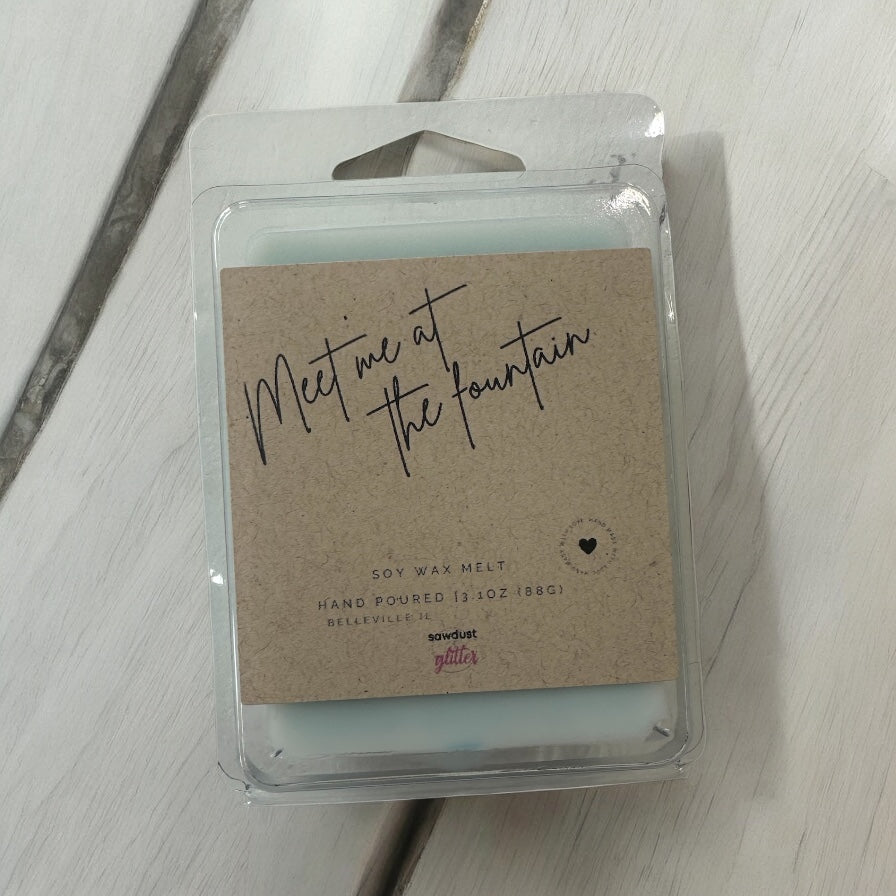 Meet me at
the fountain
SOY WAX MELT
HAND POURED |3.1OZ (88G)
BELLEVILLE IL
sawdust
glitter